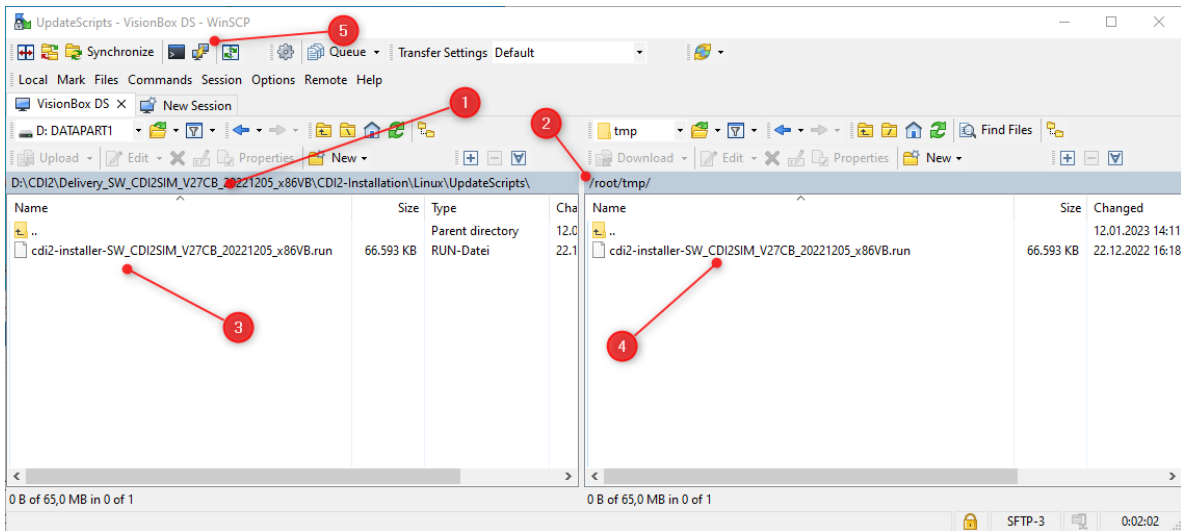 UpdateScripts - VisionBox DS - WinSCP
5
Synchronize Queue Transfer Settings Default
Local Mark Files Commands Session Options Remote Help
VisionBox DS New Session
1
2
D: DATAPART1 tmp Find Files
Upload Edit Properties New Download Edit Properties New
D:\CDI2\Delivery_SW_CDI2SIM_V27CB_20221205_x86VB\CDI2-Installation\Linux\UpdateScripts\ /root/tmp/
Name Size Type Cha Name Size Changed
.. Parent directory 12.0 .. 12.01.2023 14:11
cdi2-installer-SW_CDI2SIM_V27CB_20221205_x86VB.run 66.593 KB RUN-Datei 22.1 cdi2-installer-SW_CDI2SIM_V27CB_20221205_x86VB.run 66.593 KB 22.12.2022 16:18
3
4
0 B of 65,0 MB in 0 of 1 0 B of 65,0 MB in 0 of 1
SFTP-3 0:02:02